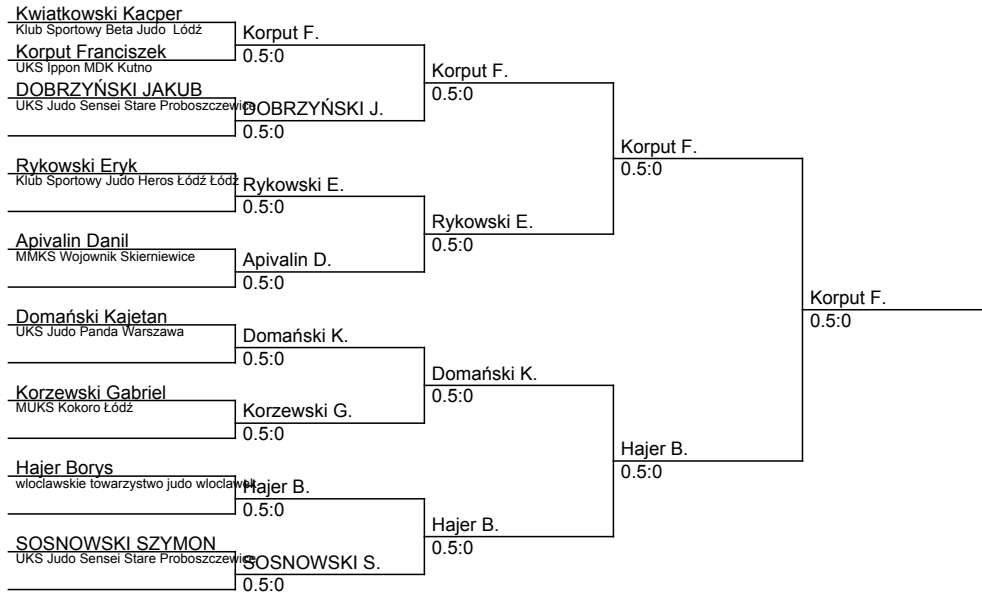 Kwiatkowski Kacper
Klub Sportowy Beta Judo  Lódź
Korput F.
0.5:0
Korput Franciszek
UKS Ippon MDK Kutno
Korput F.
0.5:0
DOBRZYŃSKI JAKUB
UKS Judo Sensei Stare Proboszczewice
DOBRZYŃSKI J.
0.5:0
Korput F.
0.5:0
Rykowski Eryk
Klub Sportowy Judo Heros Łódź Łódź
Rykowski E.
0.5:0
Rykowski E.
0.5:0
Apivalin Danil
MMKS Wojownik Skierniewice
Apivalin D.
0.5:0
Korput F.
0.5:0
Domański Kajetan
UKS Judo Panda Warszawa
Domański K.
0.5:0
Domański K.
0.5:0
Korzewski Gabriel
MUKS Kokoro Łódź
Korzewski G.
0.5:0
Hajer B.
0.5:0
Hajer Borys
wloclawskie towarzystwo judo wloclawek
Hajer B.
0.5:0
Hajer B.
0.5:0
SOSNOWSKI SZYMON
UKS Judo Sensei Stare Proboszczewice
SOSNOWSKI S.
0.5:0